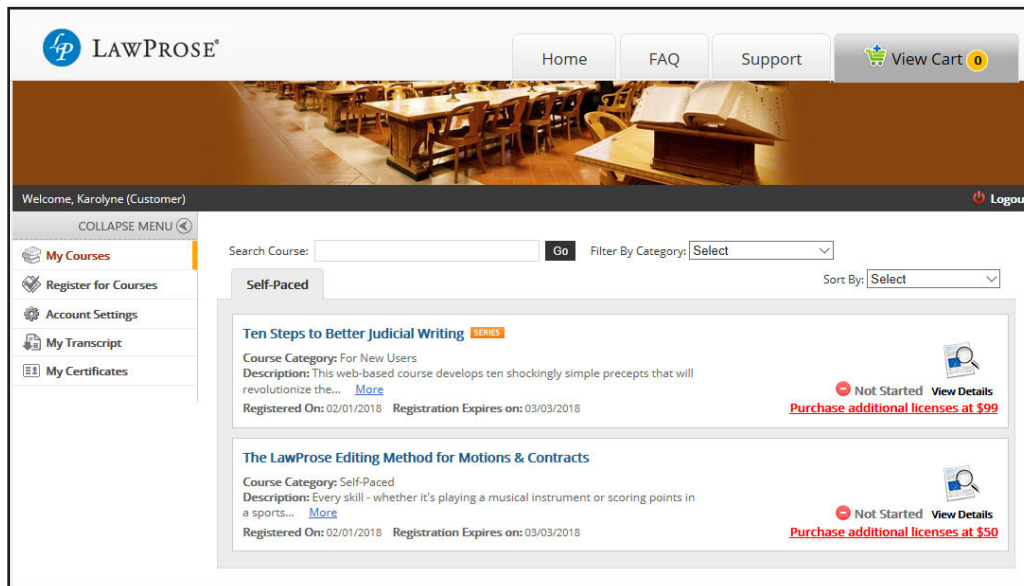 LP LAWPROSE®
Home FAQ Support View Cart 0
Welcome, Karolyne (Customer) Logou
COLLAPSE MENU
My Courses
Register for Courses
Account Settings
My Transcript
My Certificates
Search Course: Go Filter By Category: Select
Sort By: Select
Self-Paced
Ten Steps to Better Judicial Writing SERIES
Course Category: For New Users
Description: This web-based course develops ten shockingly simple precepts that will
revolutionize the... More
Registered On: 02/01/2018 Registration Expires on: 03/03/2018
Not Started View Details
Purchase additional licenses at $99
The LawProse Editing Method for Motions & Contracts
Course Category: Self-Paced
Description: Every skill - whether it's playing a musical instrument or scoring points in
a sports... More
Registered On: 02/01/2018 Registration Expires on: 03/03/2018
Not Started View Details
Purchase additional licenses at $50